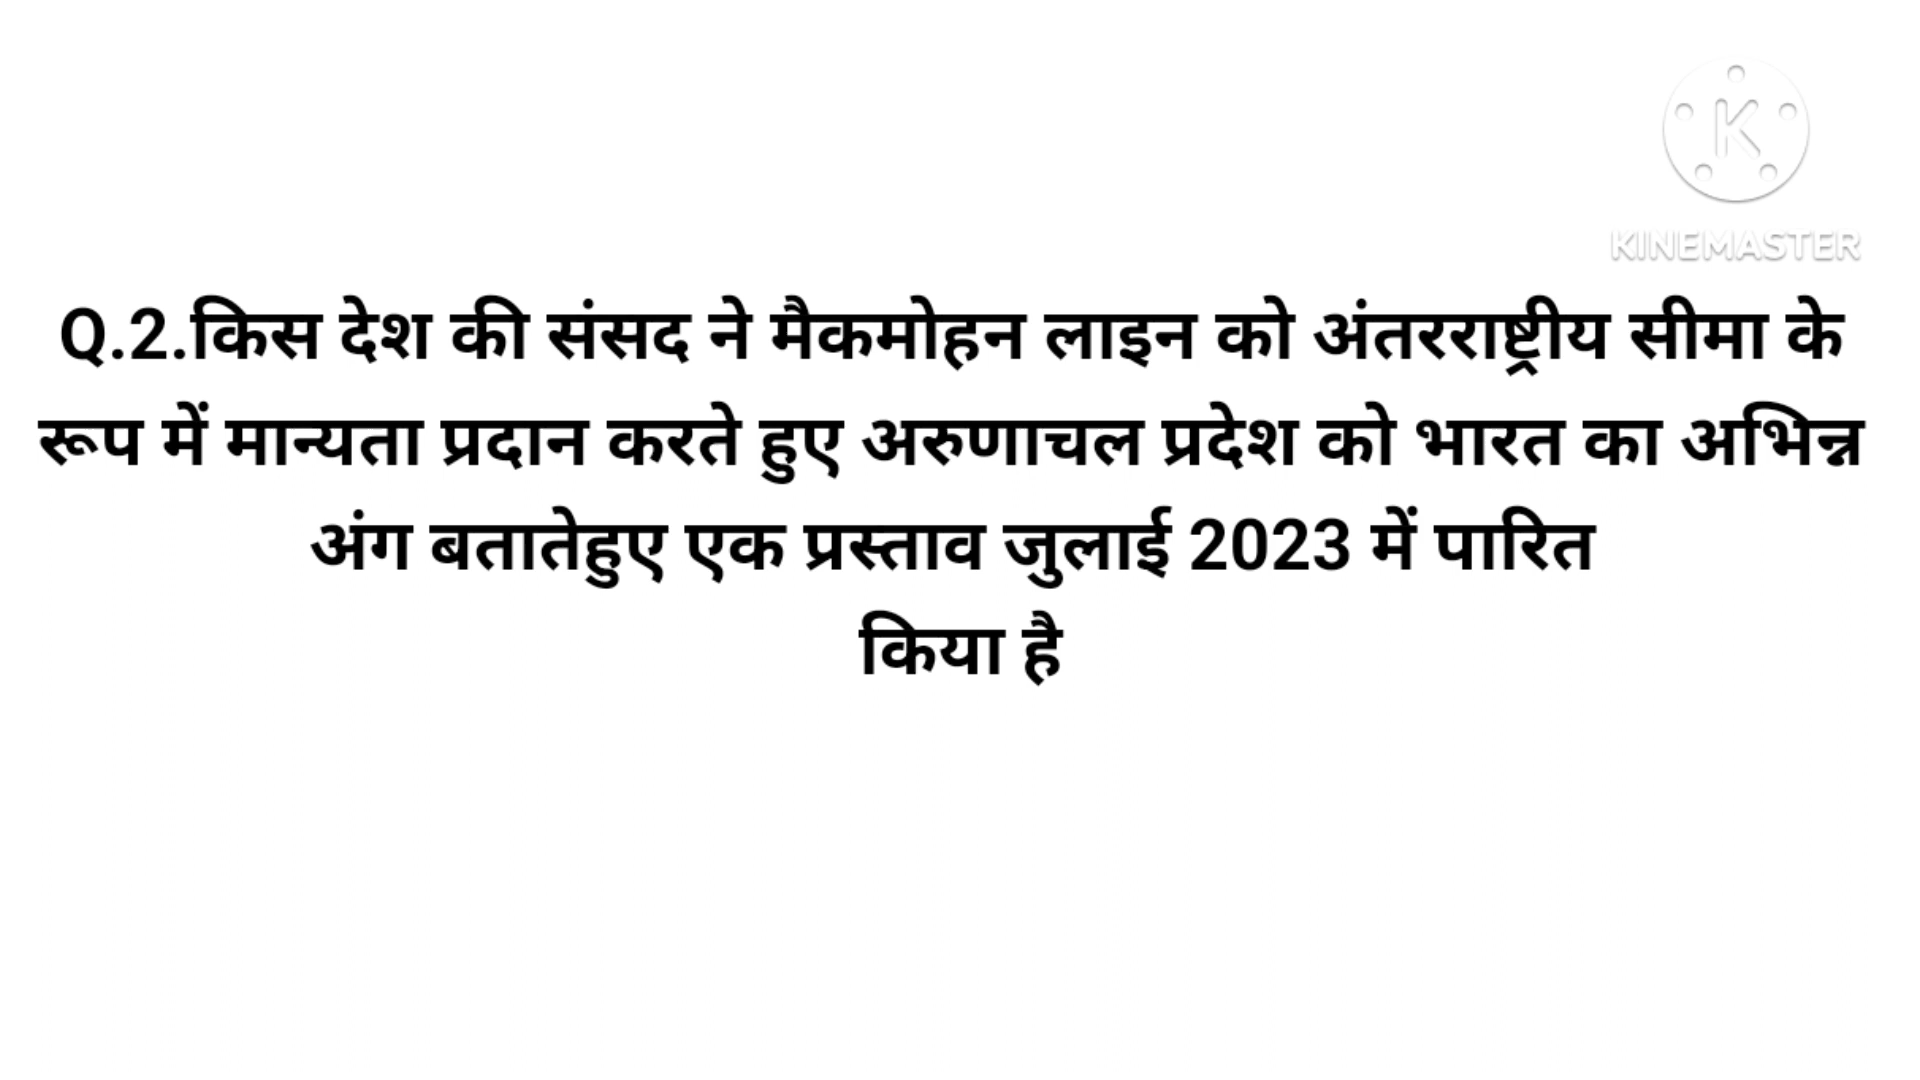 KINEMASTER
Q.2.किस देश की संसद ने मैकमोहन लाइन को अंतरराष्ट्रीय सीमा के
रूप में मान्यता प्रदान करते हुए अरुणाचल प्रदेश को भारत का अभिन्न
अंग बतातेहुए एक प्रस्ताव जुलाई 2023 में पारित
किया है